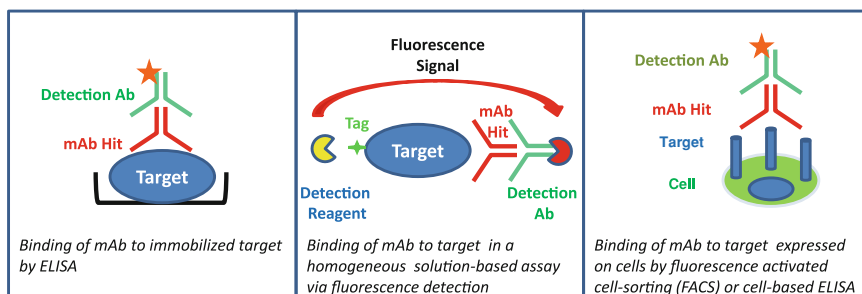 Detection Ab
mAb Hit
Target
Binding of mAb to immobilized target
by ELISA
Fluorescence
Signal
Tag
Target
mAb
Hit
Detection
Reagent
Detection
Ab
Binding of mAb to target in a
homogeneous solution-based assay
via fluorescence detection
Detection Ab
mAb Hit
Target
Cell
Binding of mAb to target expressed
on cells by fluorescence activated
cell-sorting (FACS) or cell-based ELISA